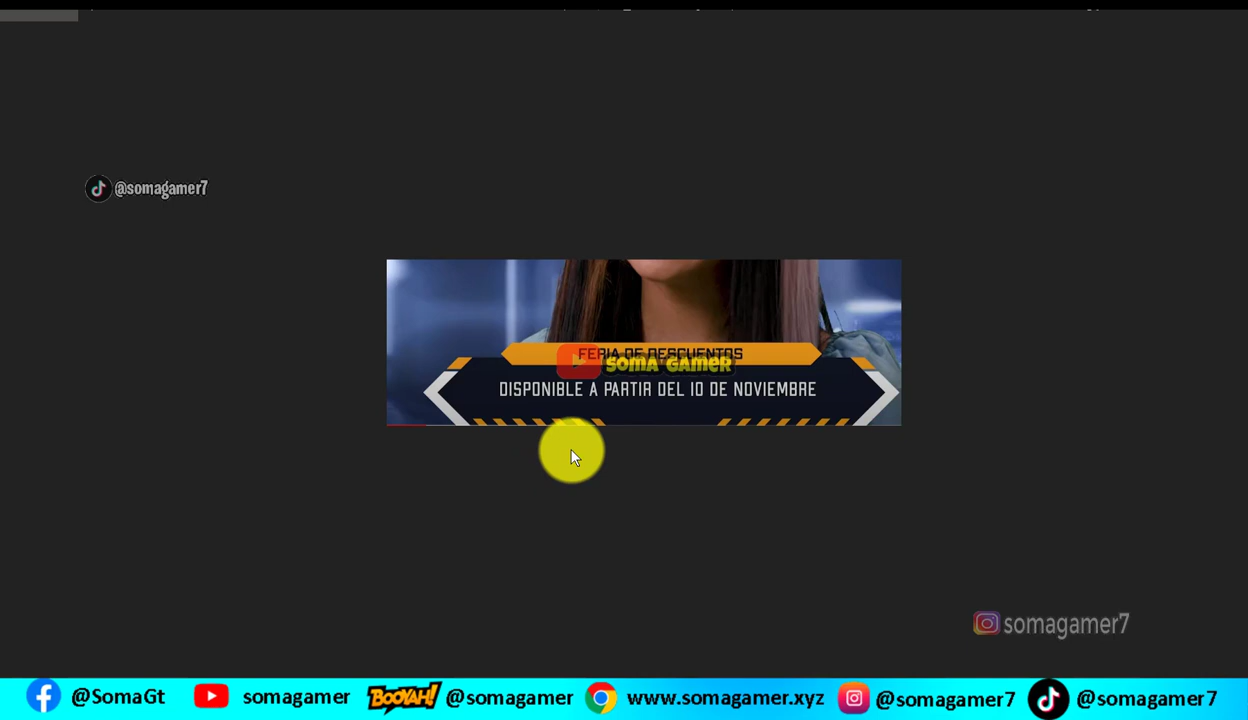 @somagamer7
FERIA DE DESCUENTOS
SOMA GAMER
DISPONIBLE A PARTIR DEL 10 DE NOVIEMBRE
somagamer7
@SomaGt somagamer BOOYAH! @somagamer www.somagamer.xyz @somagamer7 @somagamer7